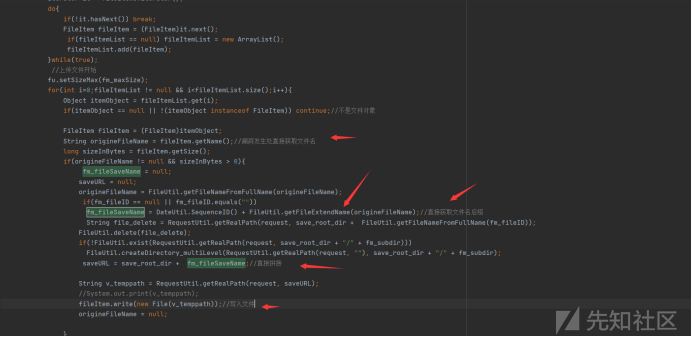 do{
if(!it.hasNext()) break;
FileItem fileItem = (FileItem)it.next();
if(fileItemList == null) fileItemList = new ArrayList();
fileItemList.add(fileItem);
}while(true);
//上传文件开始
fu.setSizeMax(fm_maxSize);
for(int i=0;fileItemList != null && i<fileItemList.size();i++){
Object itemObject = fileItemList.get(i);
if(itemObject == null || !(itemObject instanceof FileItem)) continue;//不是文件对象
FileItem fileItem = (FileItem)itemObject;
String origineFileName = fileItem.getName();//漏洞发生处直接获取文件名
long sizeInBytes = fileItem.getSize();
if(origineFileName != null && sizeInBytes > 0){
fm_fileSaveName = null;
saveURL = null;
origineFileName = FileUtil.getFileNameFromFullName(origineFileName);
if(fm_fileID == null || fm_fileID.equals(""))
fm_fileSaveName = DateUtil.SequenceID() + FileUtil.getFileExtendName(origineFileName);//直接获取文件名后缀
String file_delete = RequestUtil.getRealPath(request, save_root_dir + FileUtil.getFileNameFromFullName(fm_fileID));
FileUtil.delete(file_delete);
if(!FileUtil.exist(RequestUtil.getRealPath(request, save_root_dir + "/" + fm_subdir)))
FileUtil.createDirectory_multiLevel(RequestUtil.getRealPath(request, ""), save_root_dir + "/" + fm_subdir);
saveURL = save_root_dir + fm_fileSaveName;//直接拼接
String v_temppath = RequestUtil.getRealPath(request, saveURL);
//System.out.print(v_temppath);
fileItem.write(new File(v_temppath));//写入文件
origineFileName = null;
}
先知社区